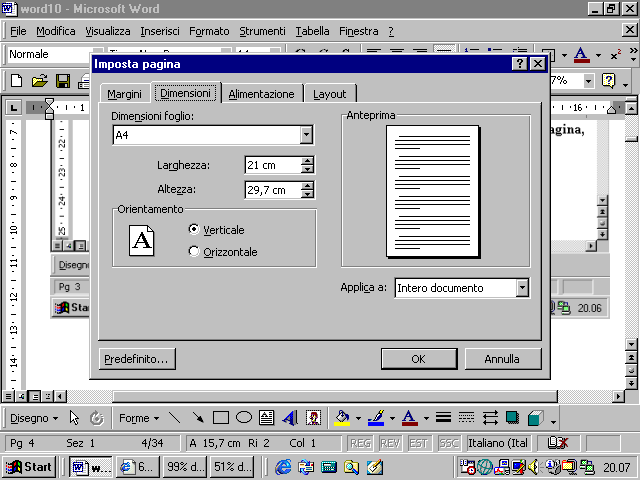 word10 - Microsoft Word
File Modifica Visualizza Inserisci Formato Strumenti Tabella Finestra ?
Normale
Imposta pagina
7%
Margini Dimensioni Alimentazione Layout
Dimensioni foglio:
A4
Larghezza: 21 cm
Altezza: 29,7 cm
Orientamento
A
Verticale
Orizzontale
Anteprima
Applica a: Intero documento
Predefinito... OK Annulla
agina,
Disegno
Pg 3
Star
20.06
Disegno Forme
Pg 4 Sez 1 4/34 A 15,7 cm Ri 2 Col 1 REG REV EST SSC Italiano (Ital
Start w... 6... 99% d... 51% d... 20.07